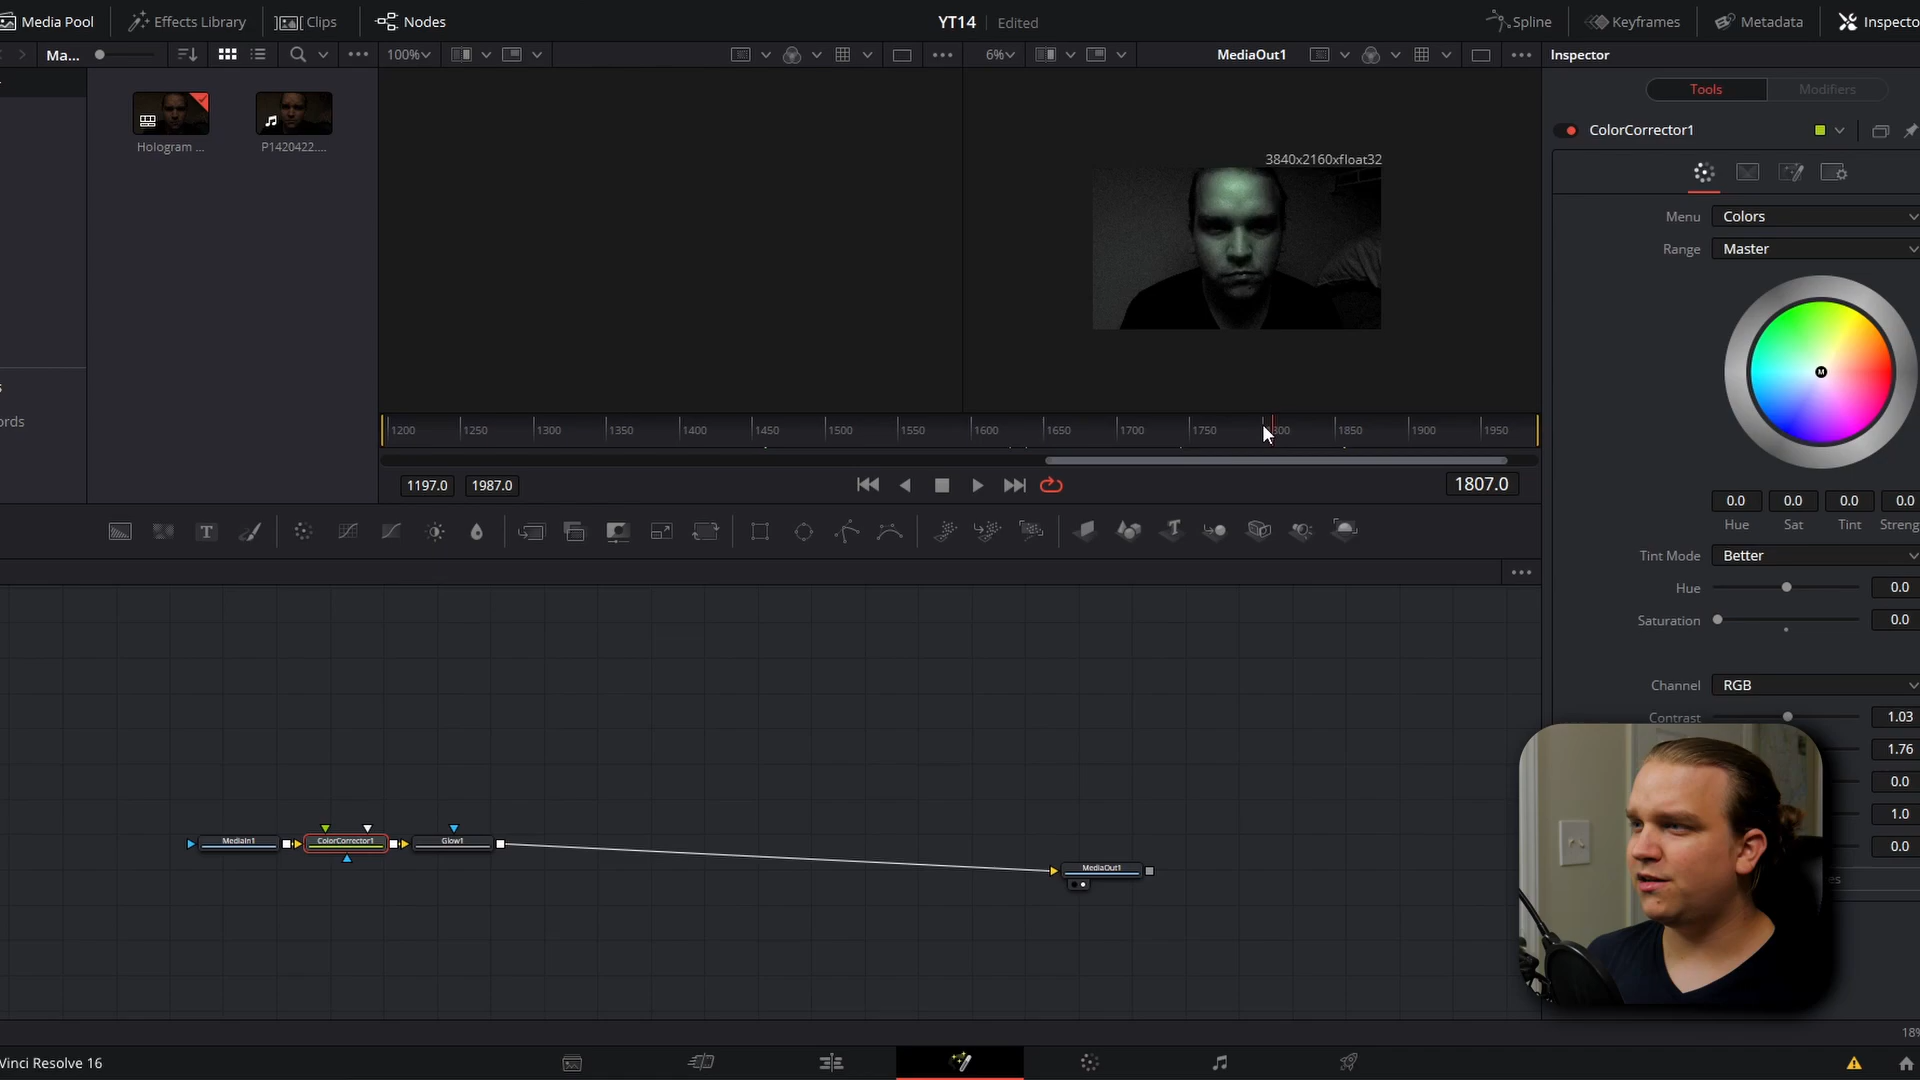 Media Pool
Effects Library
Clips
Nodes
YT14
Edited
Spline
Keyframes
Metadata
Inspecto
Ma...
100%
6%
MediaOut1
Inspector
Tools
Modifiers
ColorCorrector1
Hologram ...
P1420422....
3840x2160xfloat32
Menu
Colors
Range
Master
ords
1200
1250
1300
1350
1400
1450
1500
1550
1600
1650
1700
1750
1850
1900
1950
1197.0
1987.0
1807.0
M
0.0
0.0
0.0
0.0
Hue
Sat
Tint
Streng
Tint Mode
Better
Hue
0.0
Saturation
0.0
Channel
RGB
Contrast
1.03
1.76
0.0
1.0
0.0
es
MediaIn1
ColorCorrector1
Glow1
MediaOut1
18%
Vinci Resolve 16